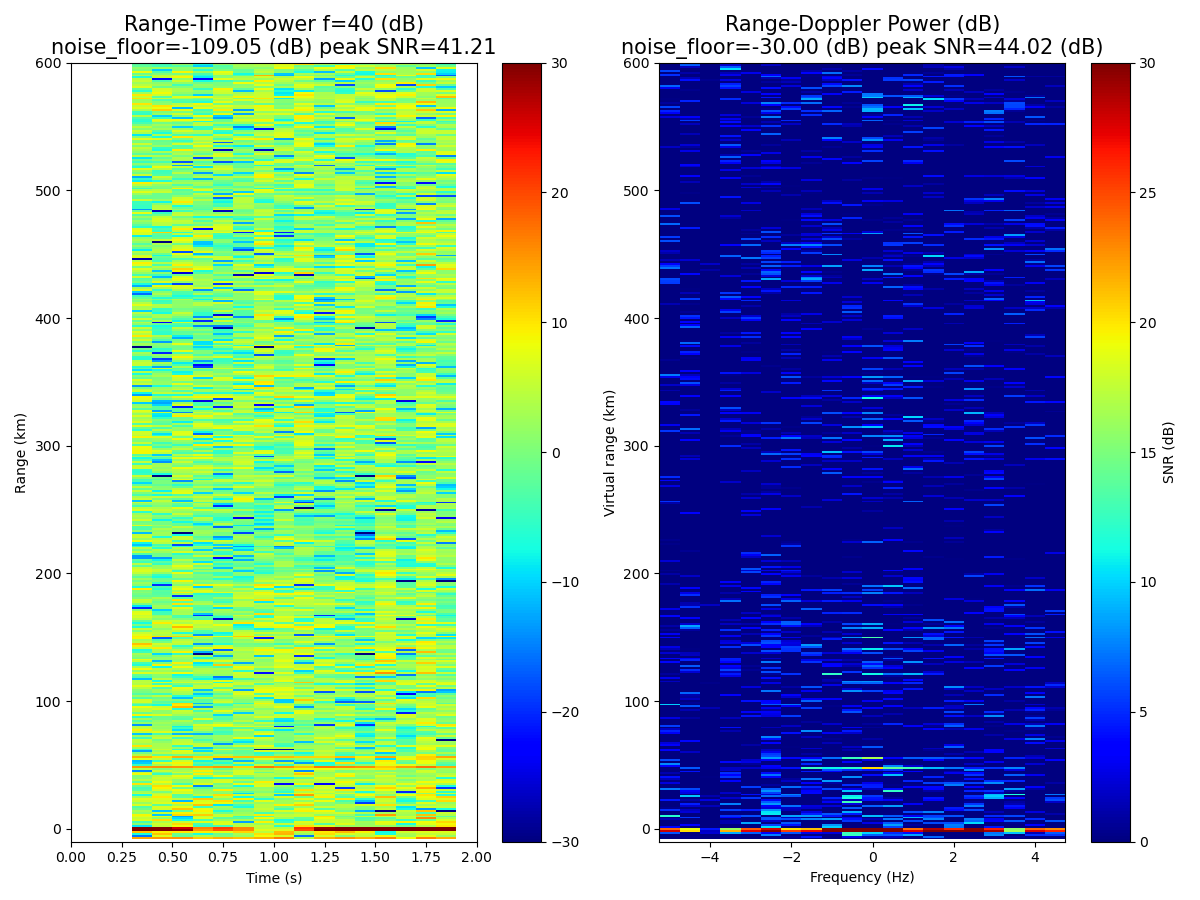 Range-Time Power f=40 (dB)
noise_floor=-109.05 (dB) peak SNR=41.21
600
500
400
300
200
100
0
Range (km)
0.00 0.25 0.50 0.75 1.00 1.25 1.50 1.75 2.00
Time (s)
30
20
10
0
−10
−20
−30
Range-Doppler Power (dB)
noise_floor=-30.00 (dB) peak SNR=44.02 (dB)
600
500
400
300
200
100
0
Virtual range (km)
−4 −2 0 2 4
Frequency (Hz)
30
25
20
15
10
5
0
SNR (dB)